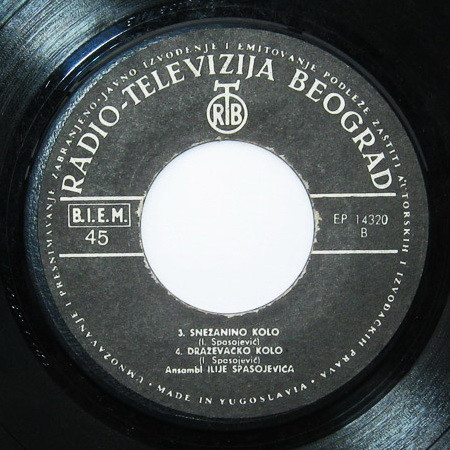 UMNOŽAVANJE I PRESNIMAVANJE ZABRANJENO-JAVNO IZVOĐENJE I EMITOVANJE PODLEŽE ZAŠTITI AUTORSKIH I IZVOĐAČKIH PRAVA
RADIO-TELEVIZIJA BEOGRAD
RTB
B.I.E.M.
45
EP 14320
B
3. SNEŽANINO KOLO
(I. Spasojević)
4. DRAŽEVAČKO KOLO
(I. Spasojević)
Ansambl ILIJE SPASOJEVIĆA
• MADE IN YUGOSLAVIA •